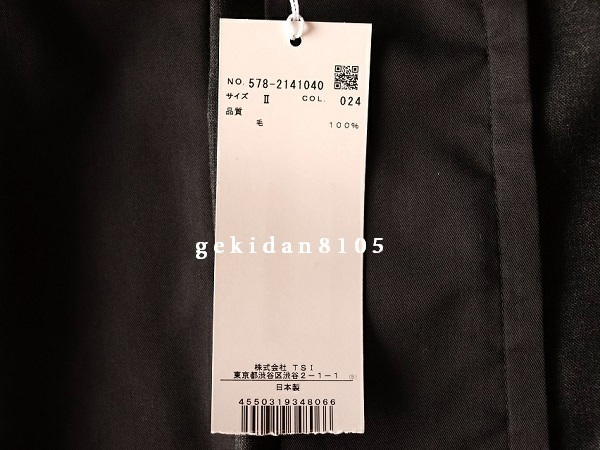 NO. 578-2141040
サイズ Ⅱ COL. 024
品質
毛 100%
gekidan8105
株式会社 TSI
東京都渋谷区渋谷2-1-1
日本製
4550319348066